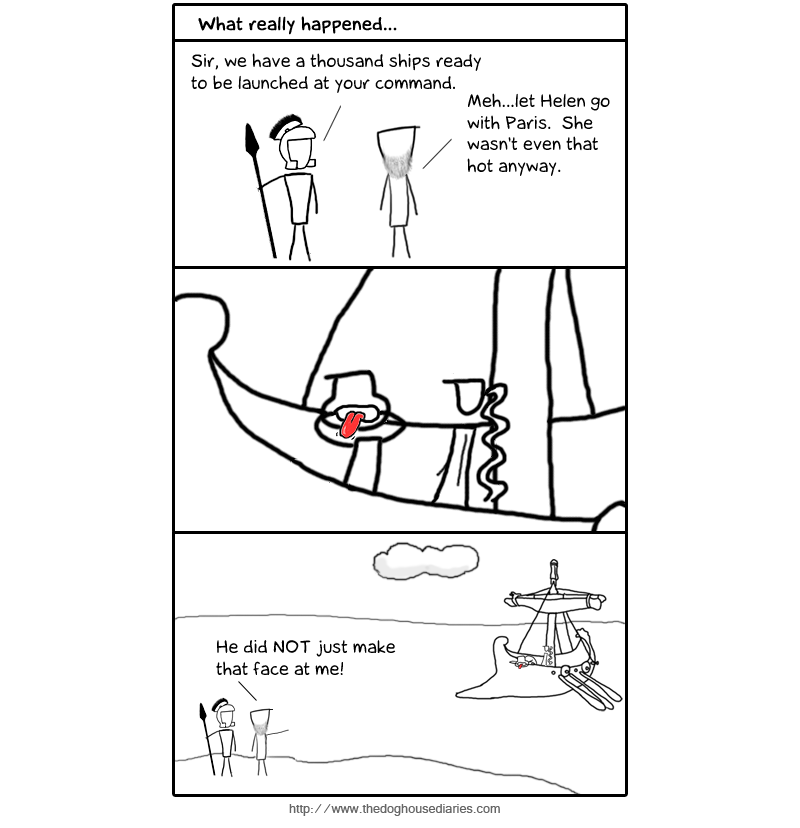 What really happened...
Sir, we have a thousand ships ready
to be launched at your command.
Meh...let Helen go
with Paris. She
wasn't even that
hot anyway.
He did NOT just make
that face at me!
http://www.thedoghousediaries.com